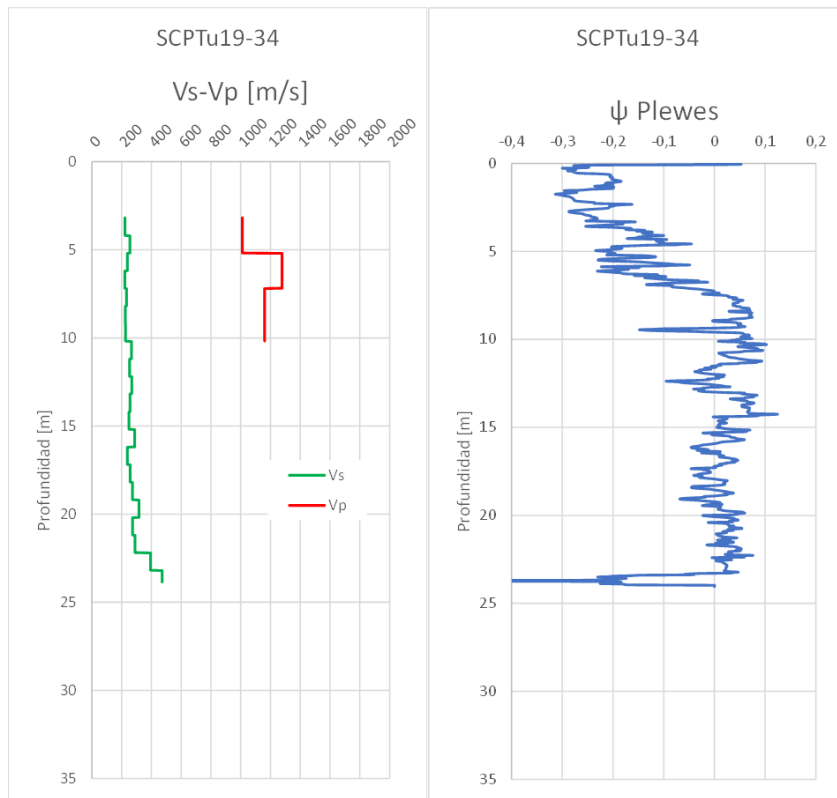 SCPTu19-34
Vs-Vp [m/s]
0 200 400 600 800 1000 1200 1400 1600 1800 2000
0
5
10
15
20
25
30
35
Profundidad [m]
Vs
Vp
SCPTu19-34
ψ Plewes
-0,4 -0,3 -0,2 -0,1 0 0,1 0,2
0
5
10
15
20
25
30
35
Profundidad [m]